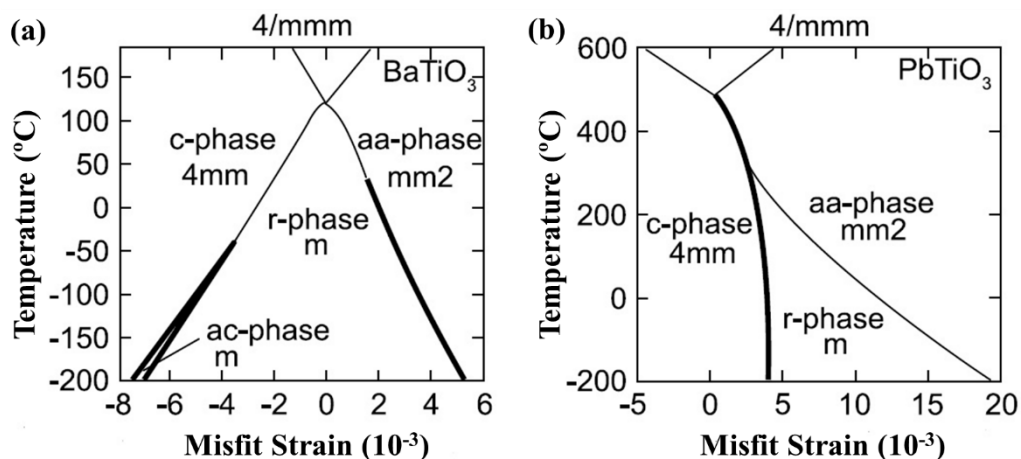 (a)
4/mmm
BaTiO₃
c-phase
4mm
aa-phase
mm2
r-phase
m
ac-phase
m
150
100
50
0
-50
-100
-150
-200
Temperature (ºC)
-8 -6 -4 -2 0 2 4 6
Misfit Strain (10⁻³)
(b)
4/mmm
PbTiO₃
c-phase
4mm
aa-phase
mm2
r-phase
m
600
400
200
0
-200
Temperature (ºC)
-5 0 5 10 15 20
Misfit Strain (10⁻³)